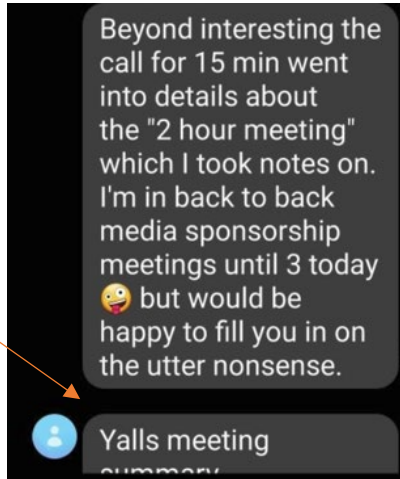 Beyond interesting the
call for 15 min went
into details about
the "2 hour meeting"
which I took notes on.
I'm in back to back
media sponsorship
meetings until 3 today
🤪 but would be
happy to fill you in on
the utter nonsense.
Yalls meeting
summary